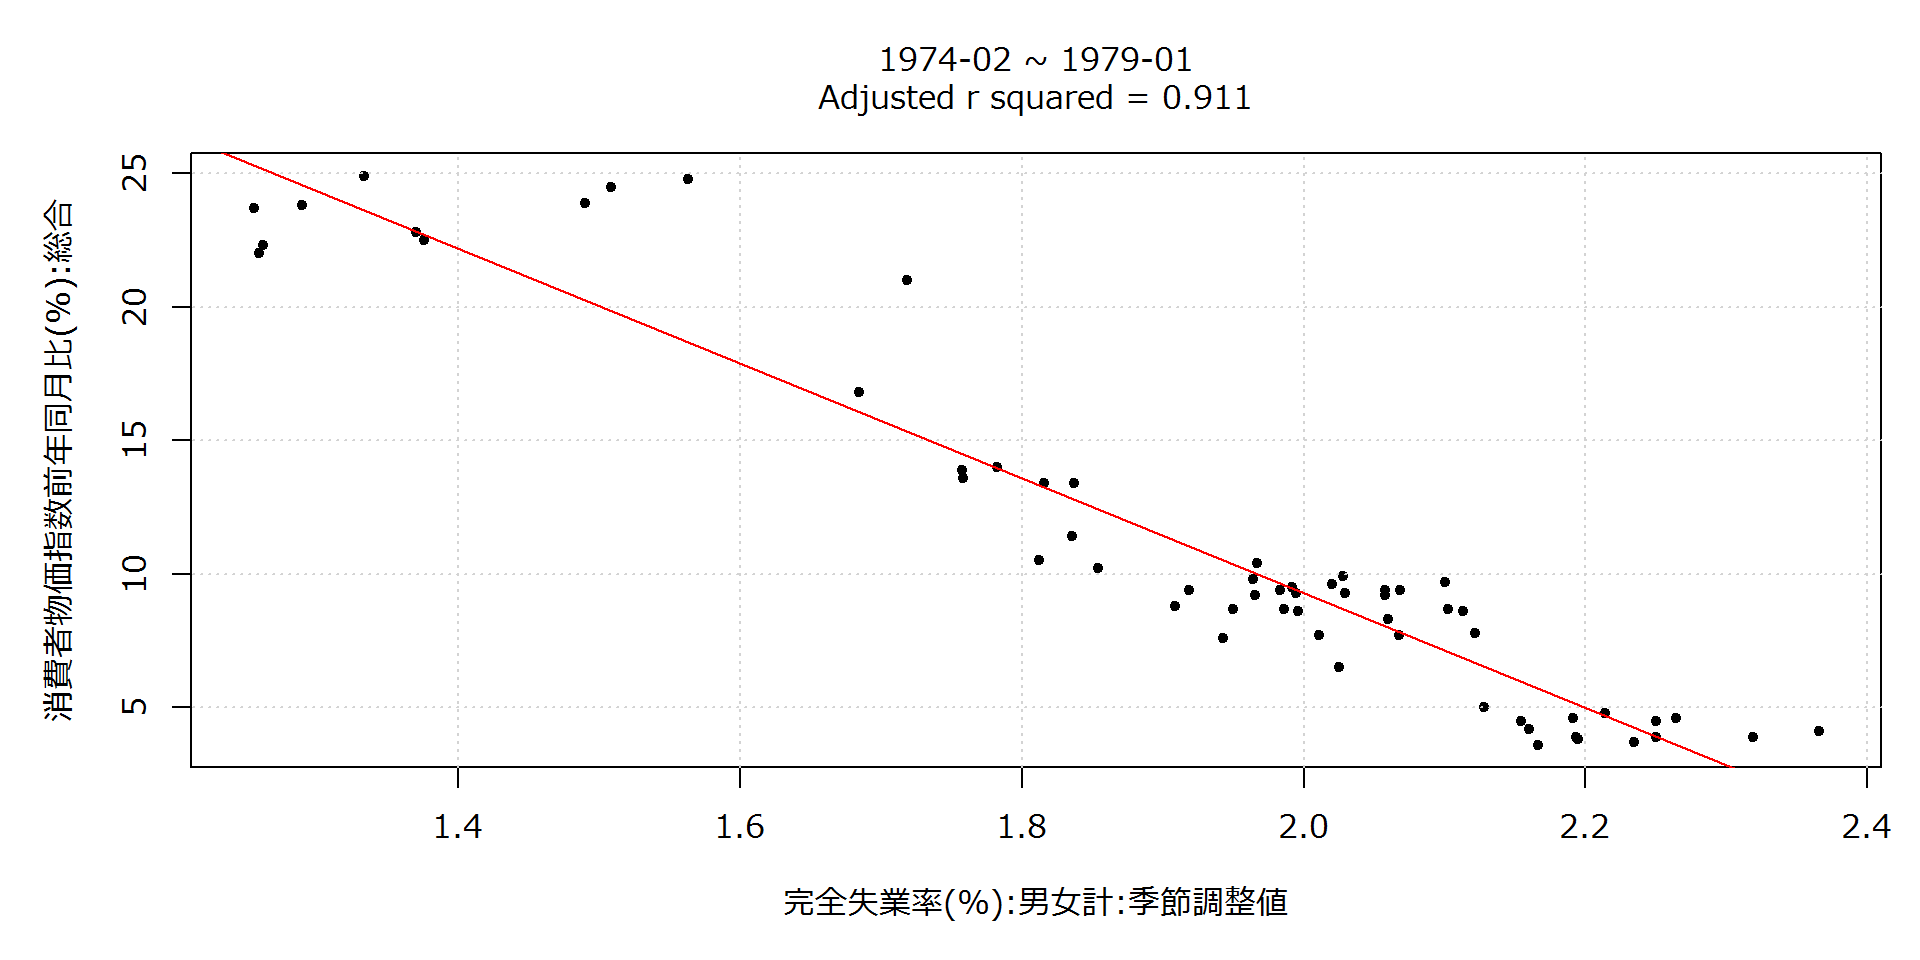 1974-02 ~ 1979-01
Adjusted r squared = 0.911
消費者物価指数前年同月比(%):総合
25
20
15
10
5
1.4 1.6 1.8 2.0 2.2 2.4
完全失業率(%):男女計:季節調整値